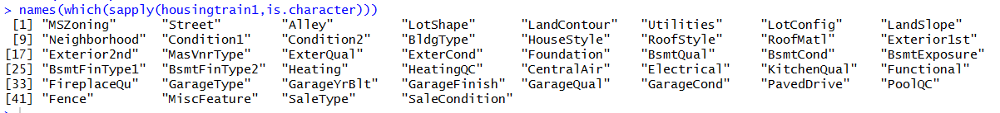 > names(which(sapply(housingtrain1,is.character)))
 [1] "MSZoning"      "Street"        "Alley"         "LotShape"      "LandContour"   "Utilities"     "LotConfig"     "LandSlope"
 [9] "Neighborhood"  "Condition1"    "Condition2"    "BldgType"      "HouseStyle"    "RoofStyle"     "RoofMatl"      "Exterior1st"
[17] "Exterior2nd"   "MasVnrType"    "ExterQual"     "ExterCond"     "Foundation"    "BsmtQual"      "BsmtCond"      "BsmtExposure"
[25] "BsmtFinType1"  "BsmtFinType2"  "Heating"       "HeatingQC"     "CentralAir"    "Electrical"    "KitchenQual"   "Functional"
[33] "FireplaceQu"   "GarageType"    "GarageYrBlt"   "GarageFinish"  "GarageQual"    "GarageCond"    "PavedDrive"    "PoolQC"
[41] "Fence"         "MiscFeature"   "SaleType"      "SaleCondition"
>